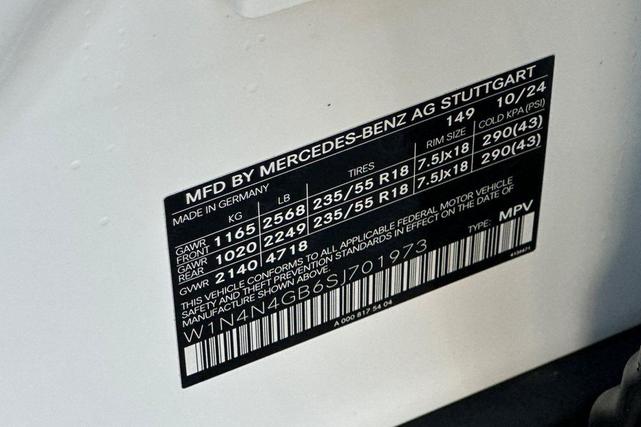 MFD BY MERCEDES-BENZ AG STUTTGART
MADE IN GERMANY 149 10/24
KG LB TIRES RIM SIZE COLD KPA (PSI)
GAWR FRONT 1165 2568 235/55 R18 7.5Jx18 290(43)
GAWR REAR 1020 2249 235/55 R18 7.5Jx18 290(43)
GVWR 2140 4718
THIS VEHICLE CONFORMS TO ALL APPLICABLE FEDERAL MOTOR VEHICLE
SAFETY AND THEFT PREVENTION STANDARDS IN EFFECT ON THE DATE OF
MANUFACTURE SHOWN ABOVE.
W1N4N4GB6SJ701973 TYPE: MPV
A 000 817 54 04